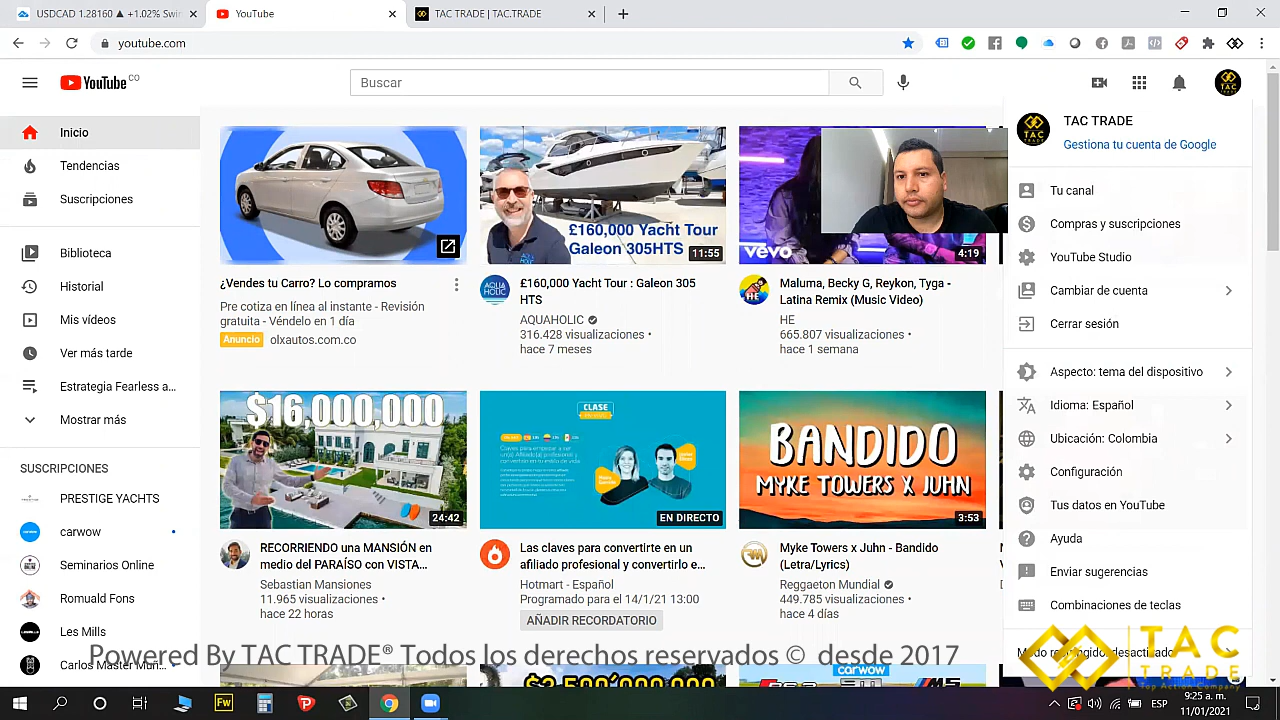 USDCAD 1.28160 ▲ +1.02% Swi
YouTube
TAC TRADE | TAC.TRADE
youtube.com
YouTube CO
Buscar
Inicio
Tendencias
Suscripciones
Biblioteca
Historial
Mis vídeos
Ver más tarde
Estrategia Fearless a...
Mostrar más
SUSCRIPCIONES
PRESTIGE YACHTS
carwow
Seminarios Online
Romuald Fons
Les Mills
Carlos Master Muñ...
£160,000 Yacht Tour
Galeon 305HTS
11:55
vevo
4:19
¿Vendes tu Carro? Lo compramos
Pre cotiza en línea al instante - Revisión
gratuita - Véndelo en 1 día
Anuncio olxautos.com.co
£160,000 Yacht Tour : Galeon 305
HTS
AQUAHOLIC
316.428 visualizaciones •
hace 7 meses
Maluma, Becky G, Reykon, Tyga -
Latina Remix (Music Video)
HE
665.807 visualizaciones •
hace 1 semana
$16,000,000
24:42
CLASE
EN DIRECTO
BANDIDO
MYKE TOWERS X JUHN
3:53
RECORRIENDO una MANSIÓN en
medio del PARAÍSO con VISTA...
Sebastian Mansiones
11.965 visualizaciones •
hace 22 horas
Las claves para convertirte en un
afiliado profesional y convertirlo e...
Hotmart - Español
Programado para el 14/1/21 13:00
AÑADIR RECORDATORIO
Myke Towers x Juhn - Bandido
(Letra/Lyrics)
Reggaeton Mundial
449.785 visualizaciones •
hace 4 días
carwow
TAC TRADE
Gestiona tu cuenta de Google
Tu canal
Compras y suscripciones
YouTube Studio
Cambiar de cuenta
Cerrar sesión
Aspecto: tema del dispositivo
Idioma: Español
Ubicación: Colombia
Configuración
Tus datos en YouTube
Ayuda
Enviar sugerencias
Combinaciones de teclas
Powered By TAC TRADE® Todos los derechos reservados © desde 2017
TAC
TRADE
Top Action Company
ESP
9:25 a. m.
11/01/2021